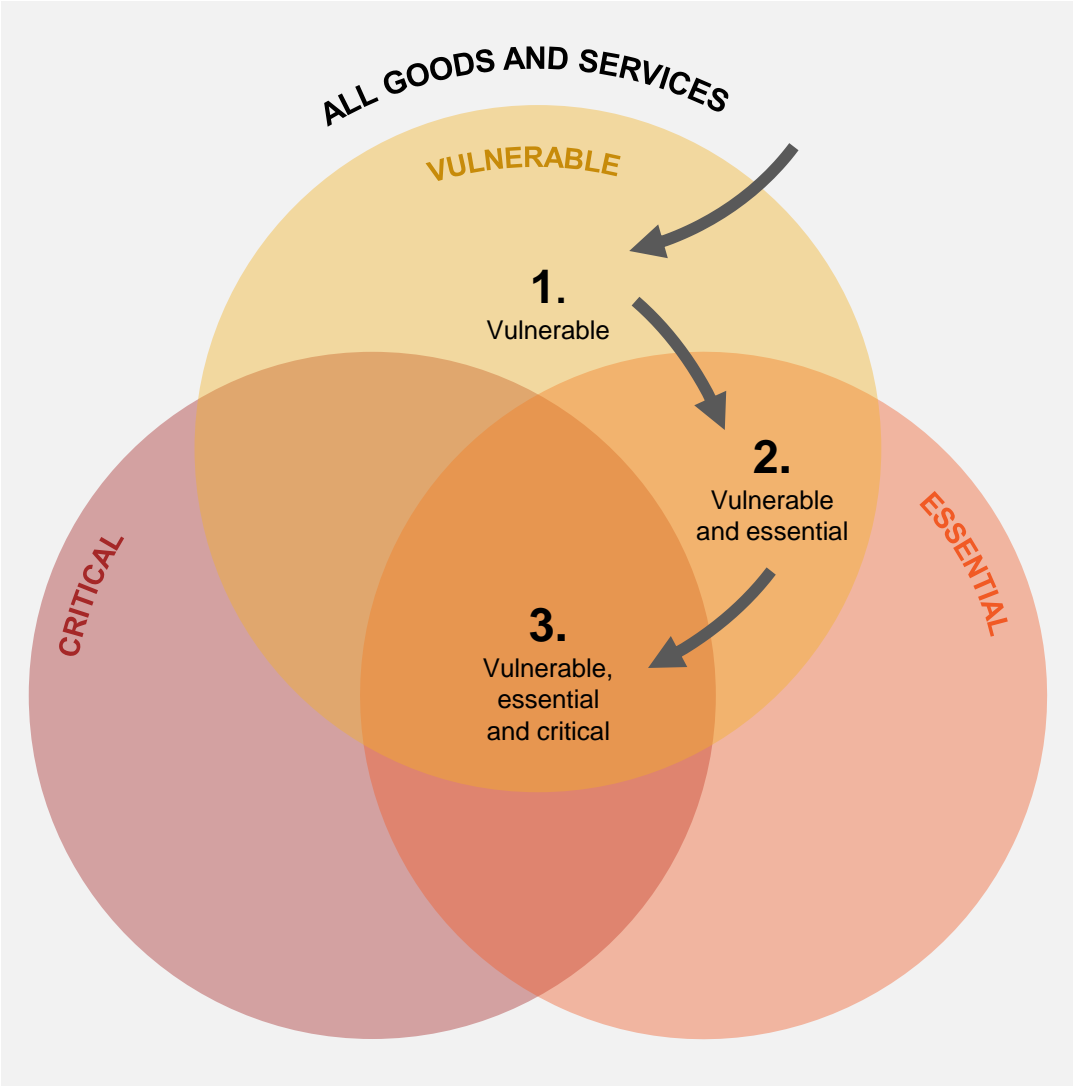 ALL GOODS AND SERVICES
VULNERABLE
1.
Vulnerable
2.
Vulnerable
and essential
ESSENTIAL
CRITICAL
3.
Vulnerable,
essential
and critical